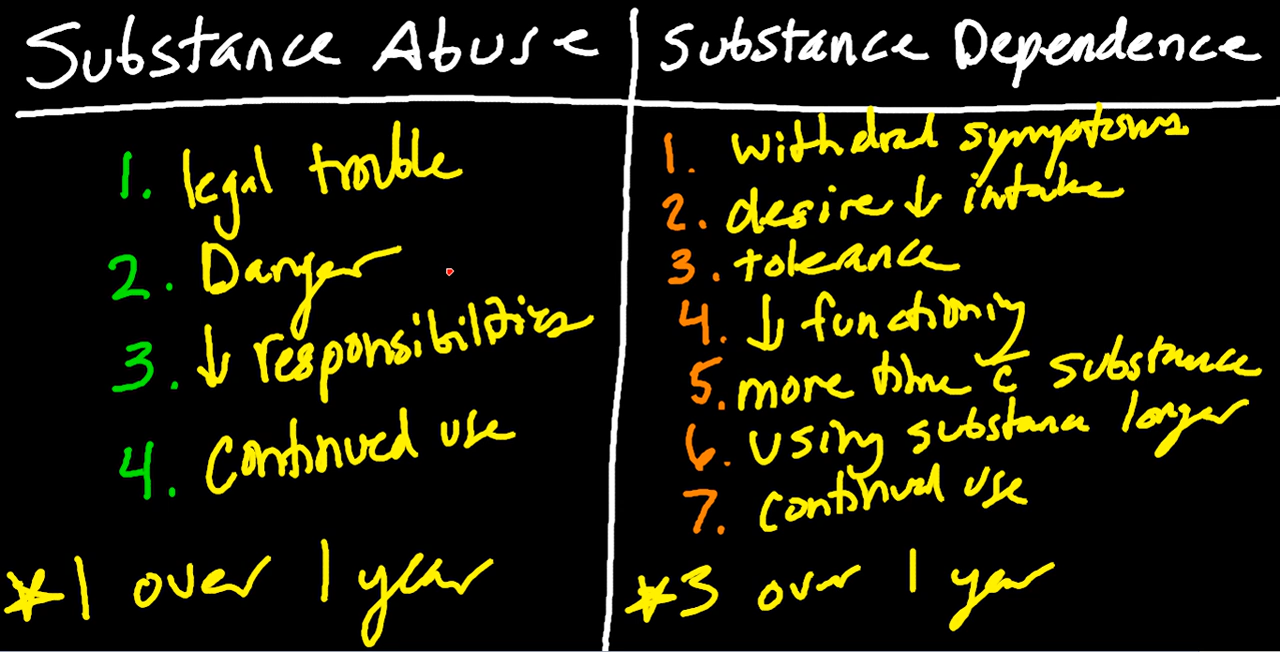 Substance Abuse
1. legal trouble
2. Danger
3. ↓ responsibilities
4. Continued use
*1 over 1 year
Substance Dependence
1. withdral symptoms
2. desire ↓ intake
3. tolerance
4. ↓ functioniy
5. more time c̄ substance
6. using substance longer
7. continued use
*3 over 1 year